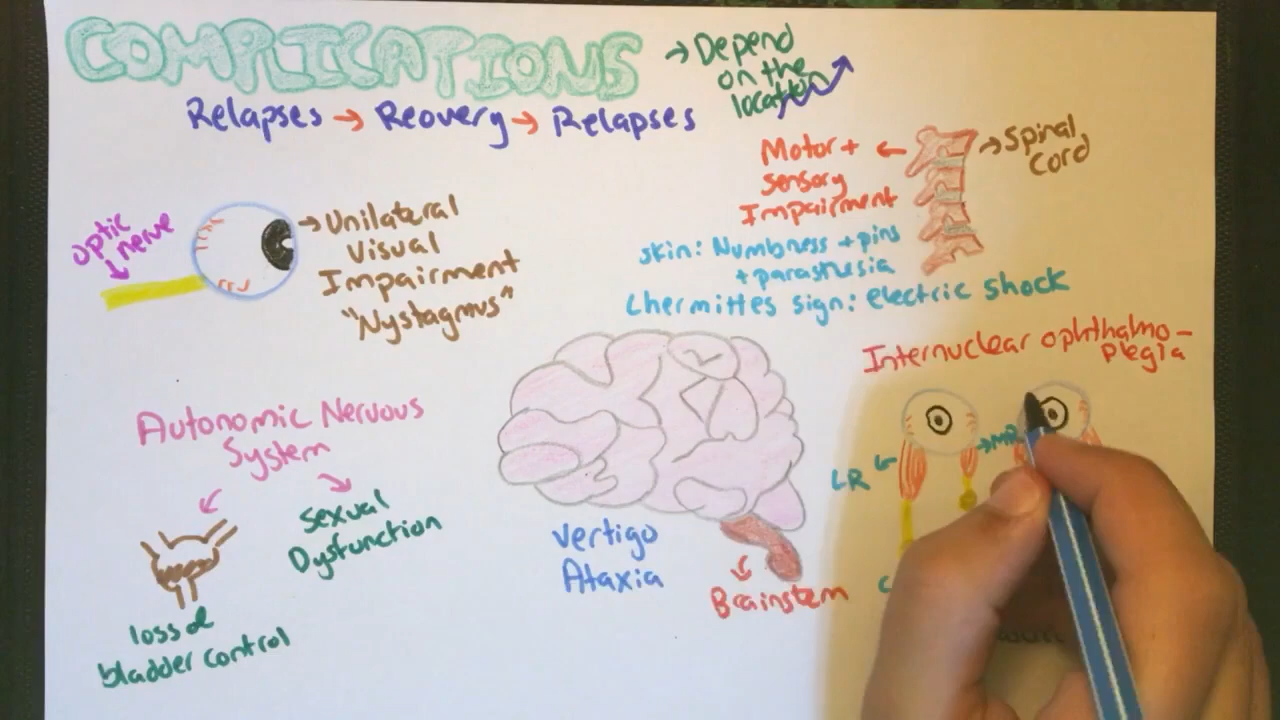 COMPLICATIONS
→ Depend
on the
location
Relapses → Reovery → Relapses
Motor +
sensory
Impairment
→ Spinal
Cord
skin: Numbness + pins
+ parasthesia
Lhermittes sign: electric shock
optic
nerve
→ Unilateral
Visual
Impairment
"Nystagmus"
Internuclear ophthalmo-
plegia
LR
→ MR
Autonomic Nervous
System
sexual
Dysfunction
loss of
bladder control
Vertigo
Ataxia
Brainstem